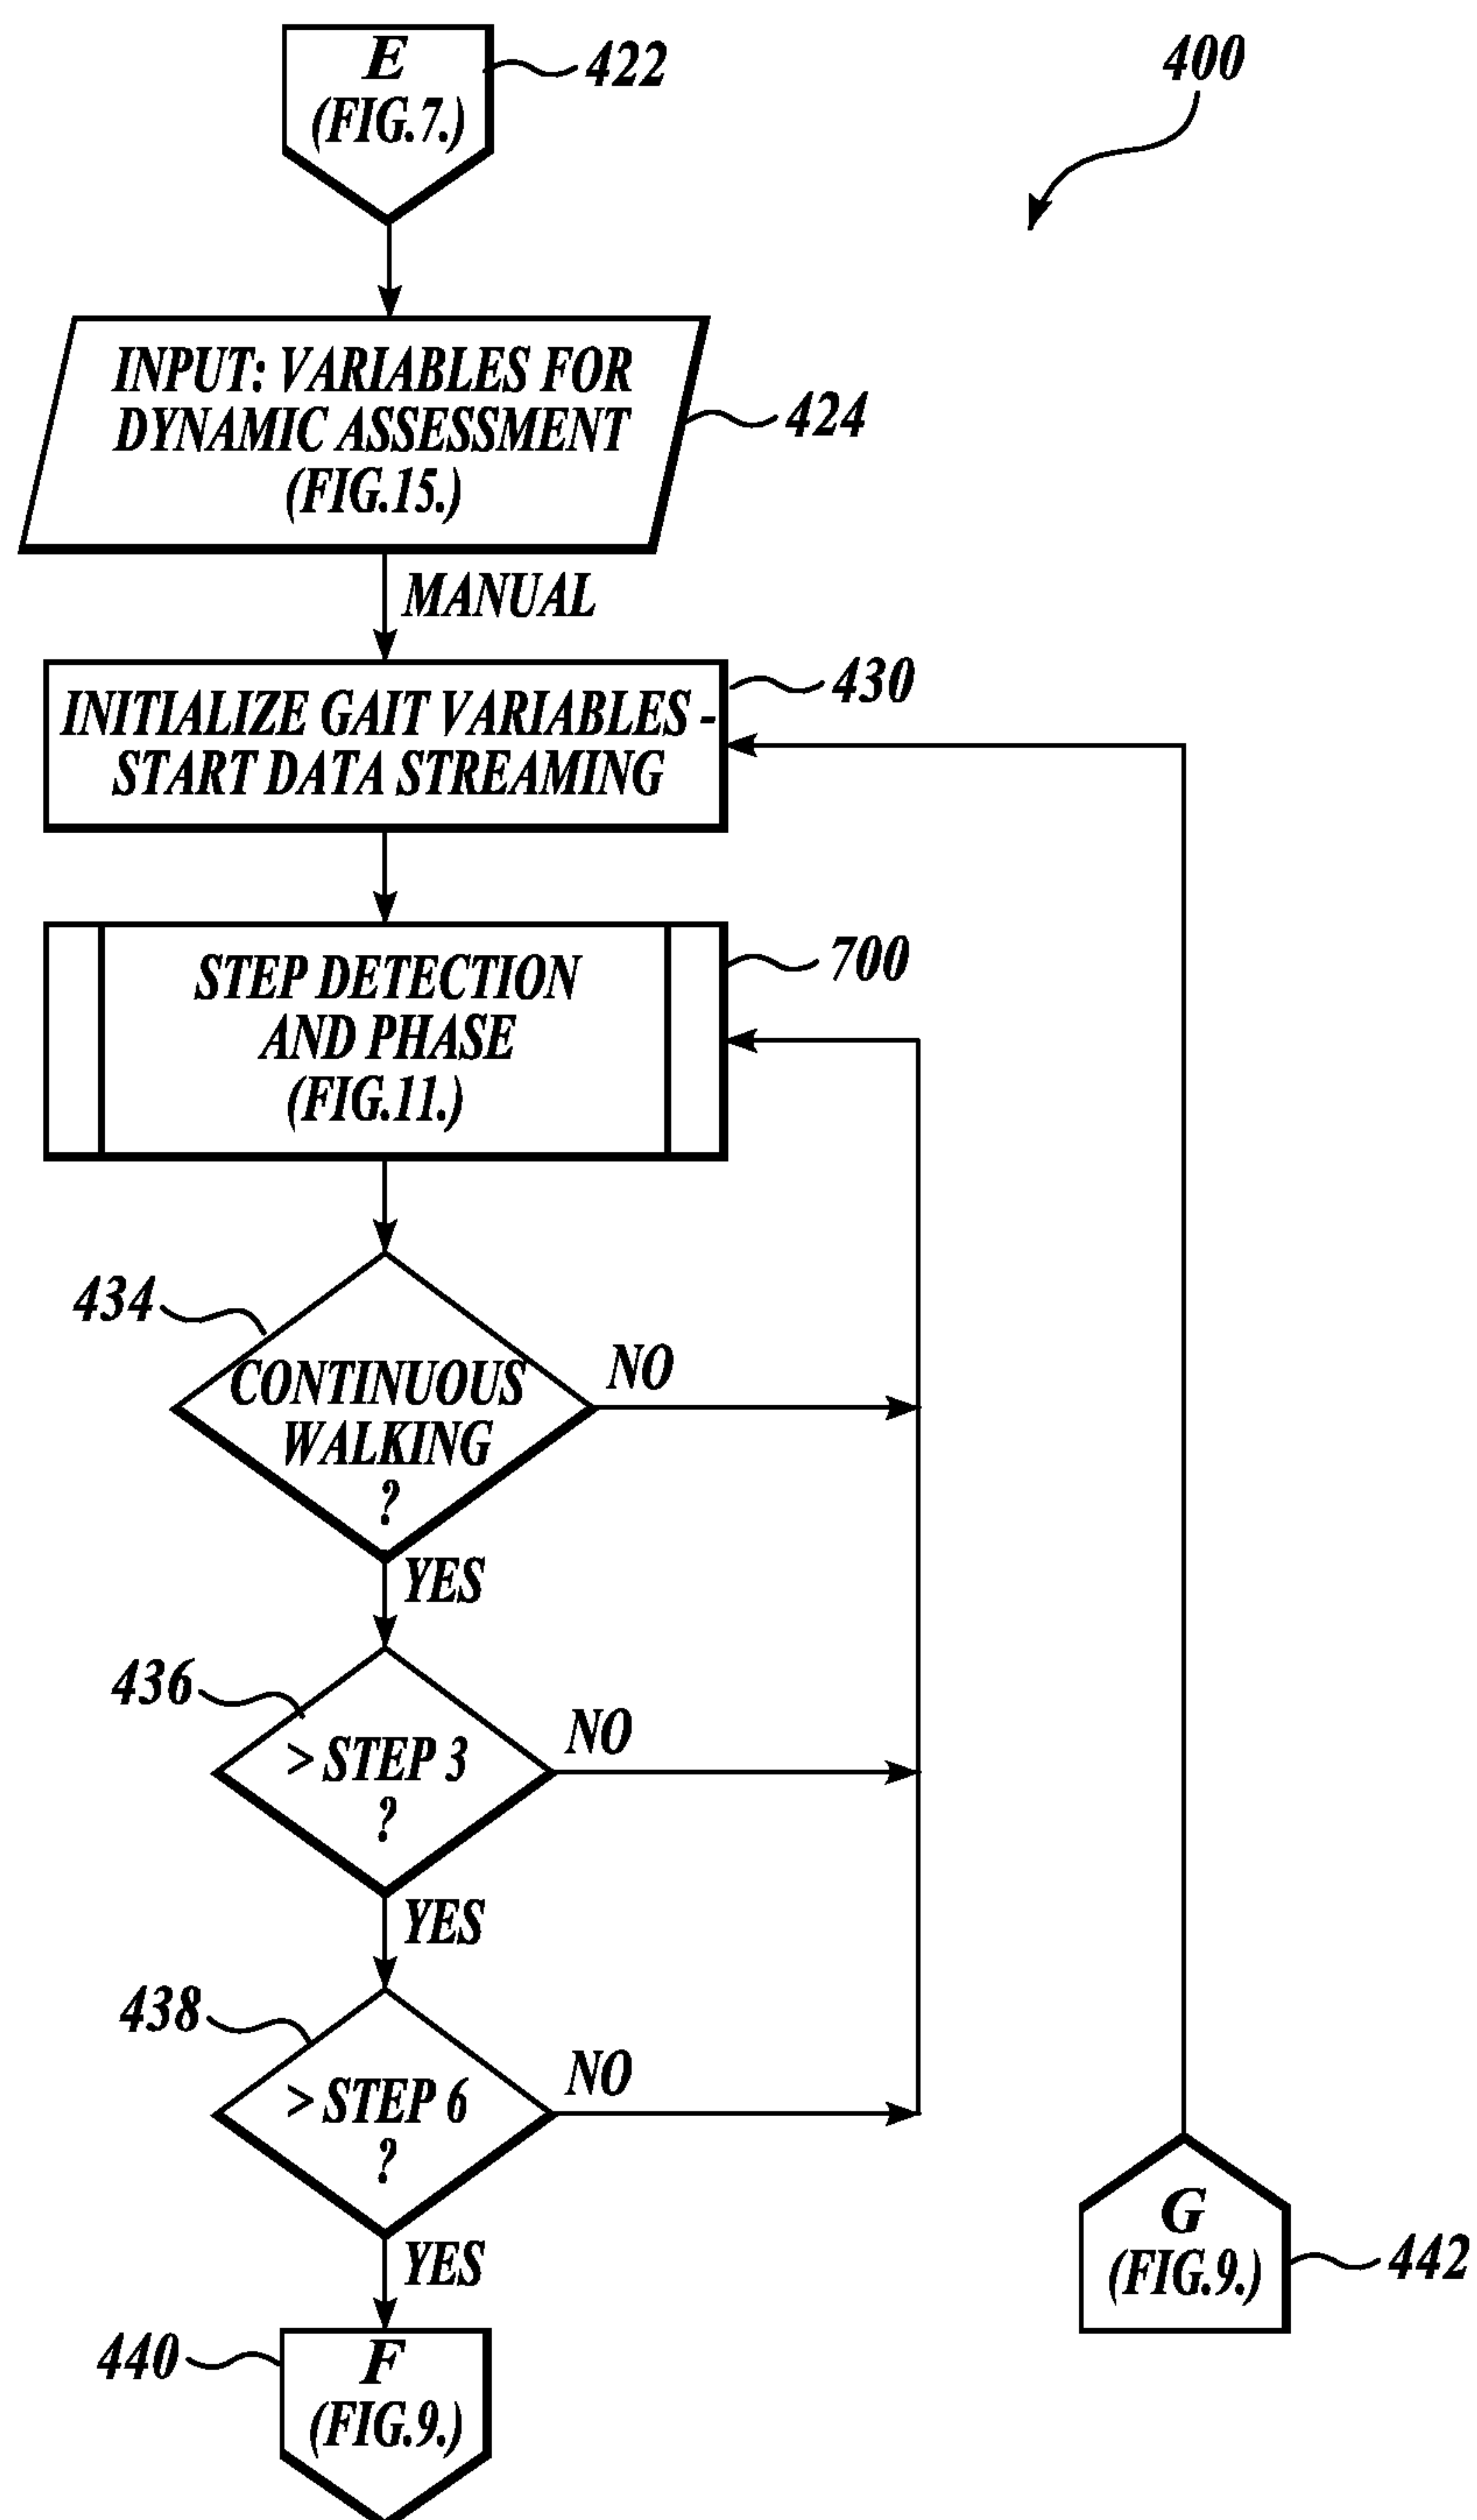 E
(FIG.7.)
422
400
INPUT: VARIABLES FOR
DYNAMIC ASSESSMENT
(FIG.15.)
424
MANUAL
INITIALIZE GAIT VARIABLES -
START DATA STREAMING
430
STEP DETECTION
AND PHASE
(FIG.11.)
700
434
CONTINUOUS
WALKING
?
NO
YES
436
> STEP 3
?
NO
YES
438
> STEP 6
?
NO
YES
G
(FIG.9.)
442
440
F
(FIG.9.)